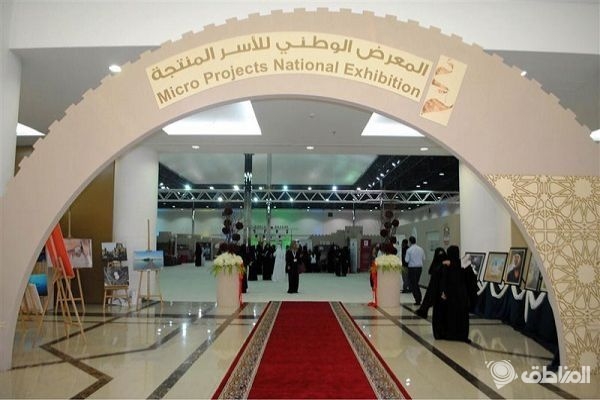 المعرض الوطني للأسر المنتجة
Micro Projects National Exhibition
المناطق